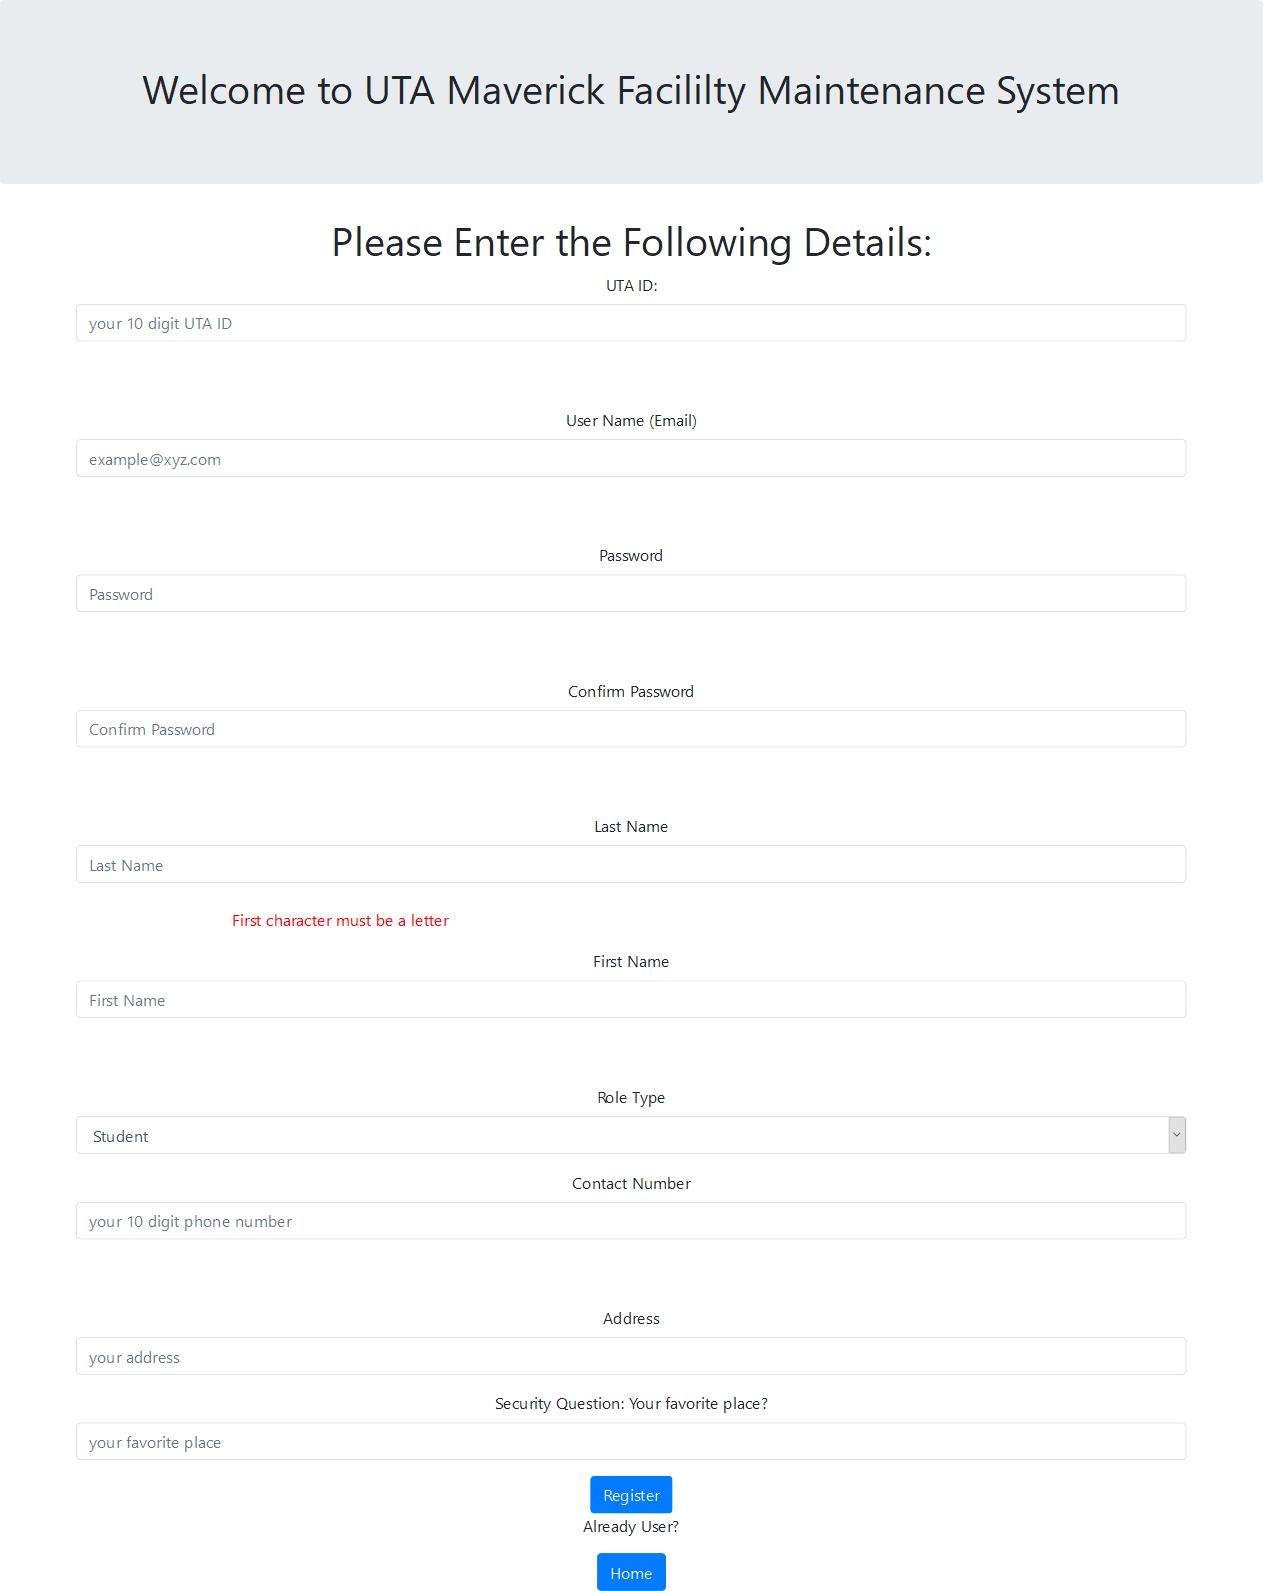 Welcome to UTA Maverick Facililty Maintenance System
Please Enter the Following Details:
UTA ID:
your 10 digit UTA ID
User Name (Email)
example@xyz.com
Password
Password
Confirm Password
Confirm Password
Last Name
Last Name
First character must be a letter
First Name
First Name
Role Type
Student
Contact Number
your 10 digit phone number
Address
your address
Security Question: Your favorite place?
your favorite place
Register
Already User?
Home